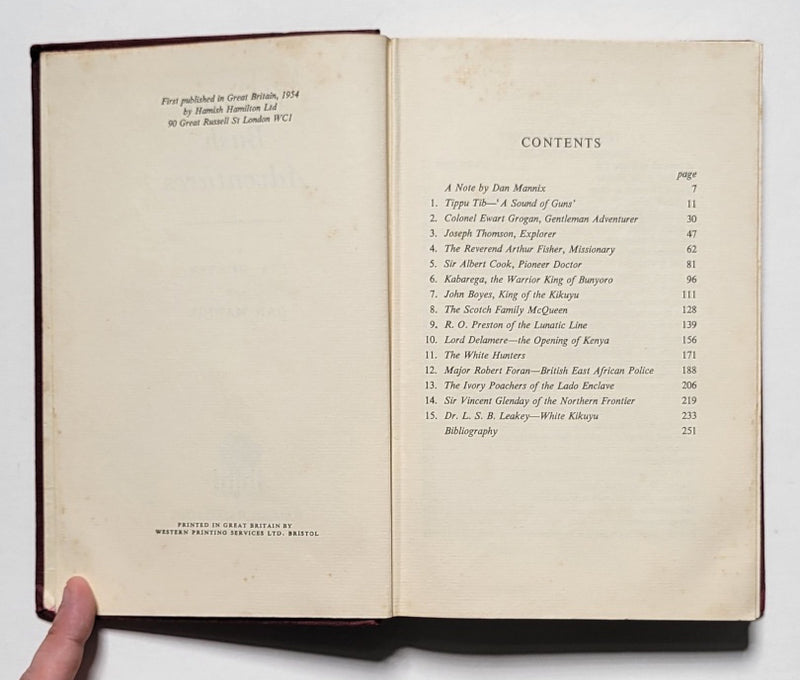 First published in Great Britain, 1954
by Hamish Hamilton Ltd
90 Great Russell St London WC1
PRINTED IN GREAT BRITAIN BY
WESTERN PRINTING SERVICES LTD. BRISTOL
CONTENTS
page
A Note by Dan Mannix 7
1. Tippu Tib—'A Sound of Guns' 11
2. Colonel Ewart Grogan, Gentleman Adventurer 30
3. Joseph Thomson, Explorer 47
4. The Reverend Arthur Fisher, Missionary 62
5. Sir Albert Cook, Pioneer Doctor 81
6. Kabarega, the Warrior King of Bunyoro 96
7. John Boyes, King of the Kikuyu 111
8. The Scotch Family McQueen 128
9. R. O. Preston of the Lunatic Line 139
10. Lord Delamere—the Opening of Kenya 156
11. The White Hunters 171
12. Major Robert Foran—British East African Police 188
13. The Ivory Poachers of the Lado Enclave 206
14. Sir Vincent Glenday of the Northern Frontier 219
15. Dr. L. S. B. Leakey—White Kikuyu 233
Bibliography 251